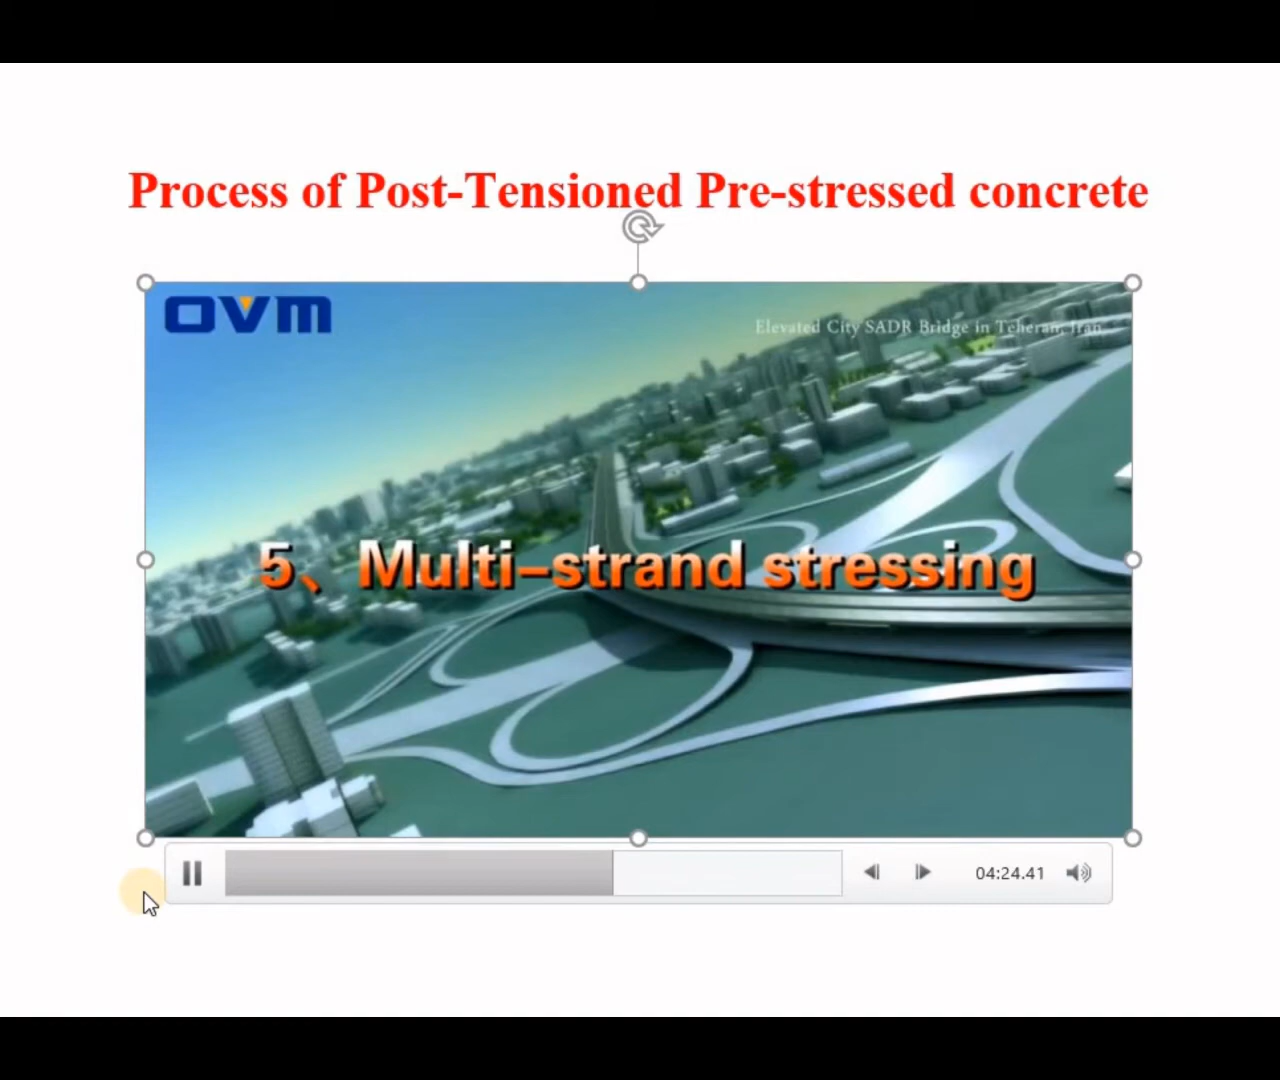 Process of Post-Tensioned Pre-stressed concrete
OVM
Elevated City SADR Bridge in Teheran, Iran
5、Multi-strand stressing
04:24.41